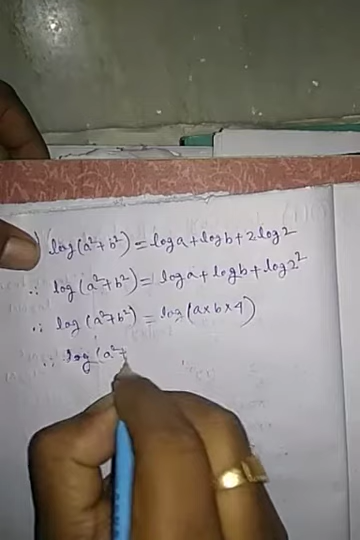 log(a²+b²) = log a + log b + 2 log 2
∴ log(a²+b²) = log a + log b + log 2²
∴ log(a²+b²) = log(a×b×4)
∴ log(a²+